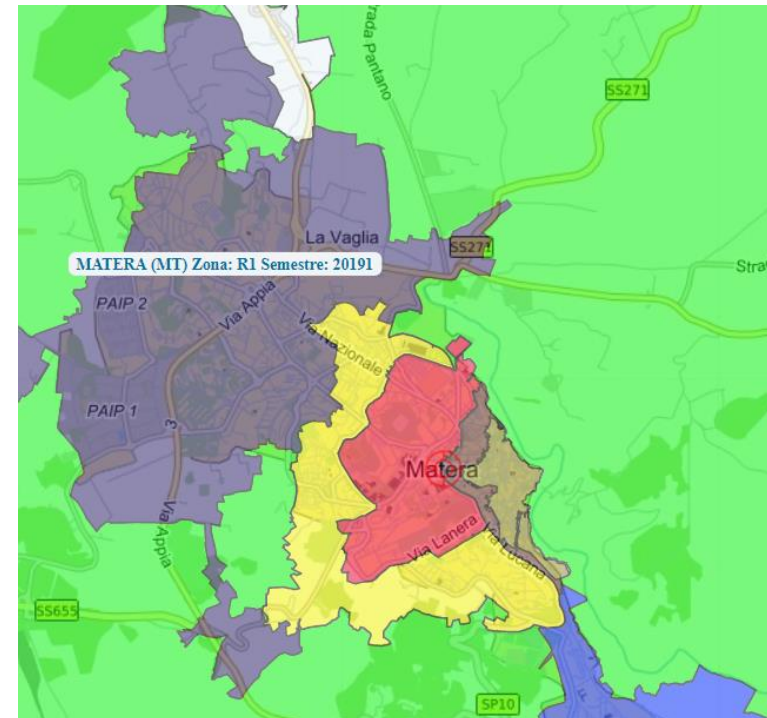 Strada Pantano
SS271
La Vaglia
SS271
MATERA (MT) Zona: R1 Semestre: 20191
Stra
PAIP 2
Via Appia
Via Nazionale
PAIP 1
3
Matera
Via Appia
Via Lanera
Via Lucana
SS655
SP10